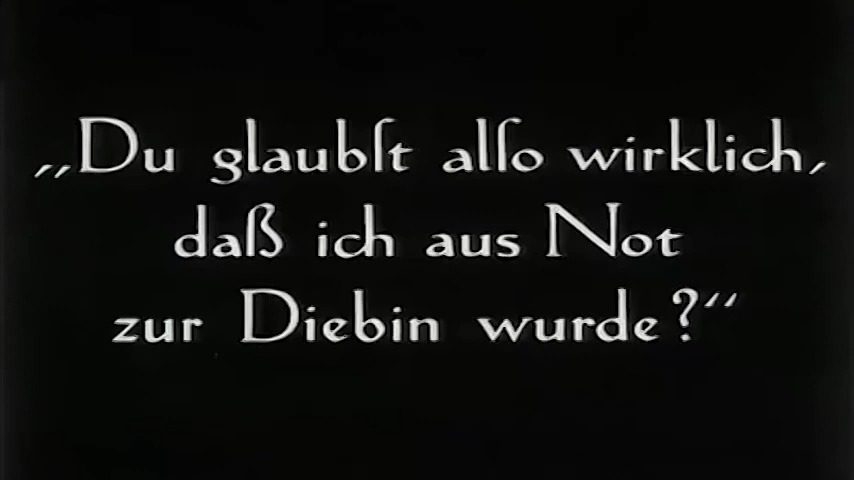 „Du glaubſt alſo wirklich,
daß ich aus Not
zur Diebin wurde?“